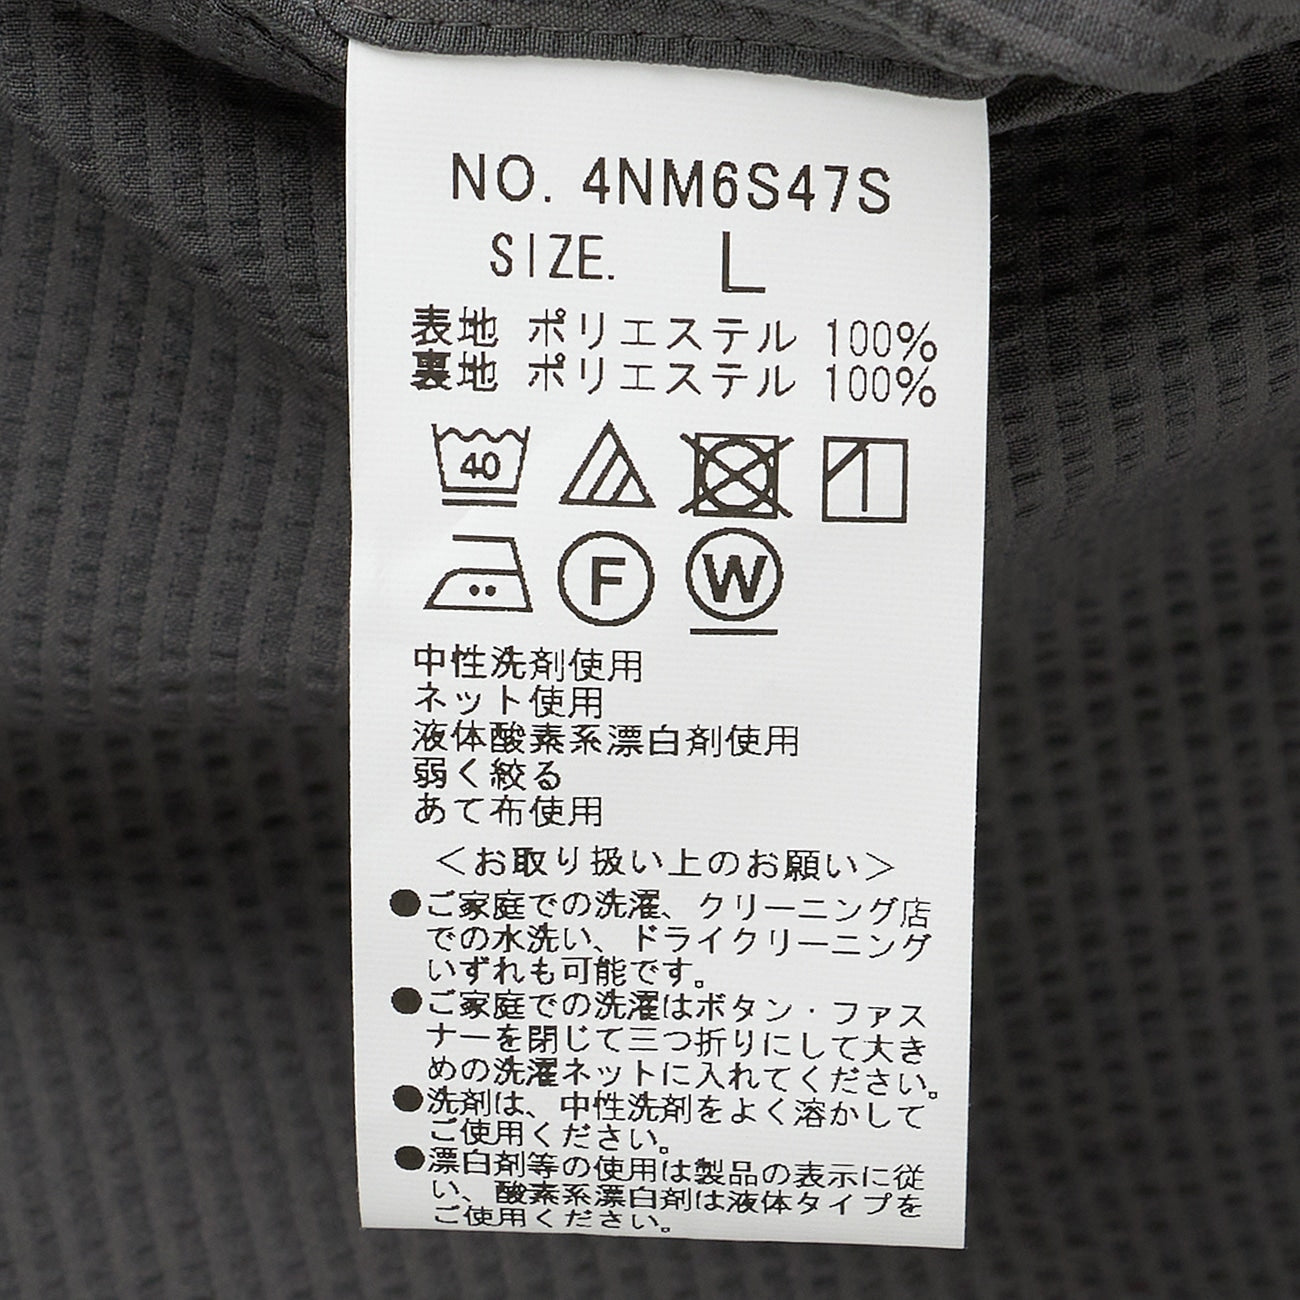 NO. 4NM6S47S
SIZE. L
表地 ポリエステル 100%
裏地 ポリエステル 100%
40
F W
中性洗剤使用
ネット使用
液体酸素系漂白剤使用
弱く絞る
あて布使用
＜お取り扱い上のお願い＞
●ご家庭での洗濯、クリーニング店
での水洗い、ドライクリーニング
いずれも可能です。
●ご家庭での洗濯はボタン・ファス
ナーを閉じて三つ折りにして大き
めの洗濯ネットに入れてください。
●洗剤は、中性洗剤をよく溶かして
ご使用ください。
●漂白剤等の使用は製品の表示に従
い、酸素系漂白剤は液体タイプを
ご使用ください。